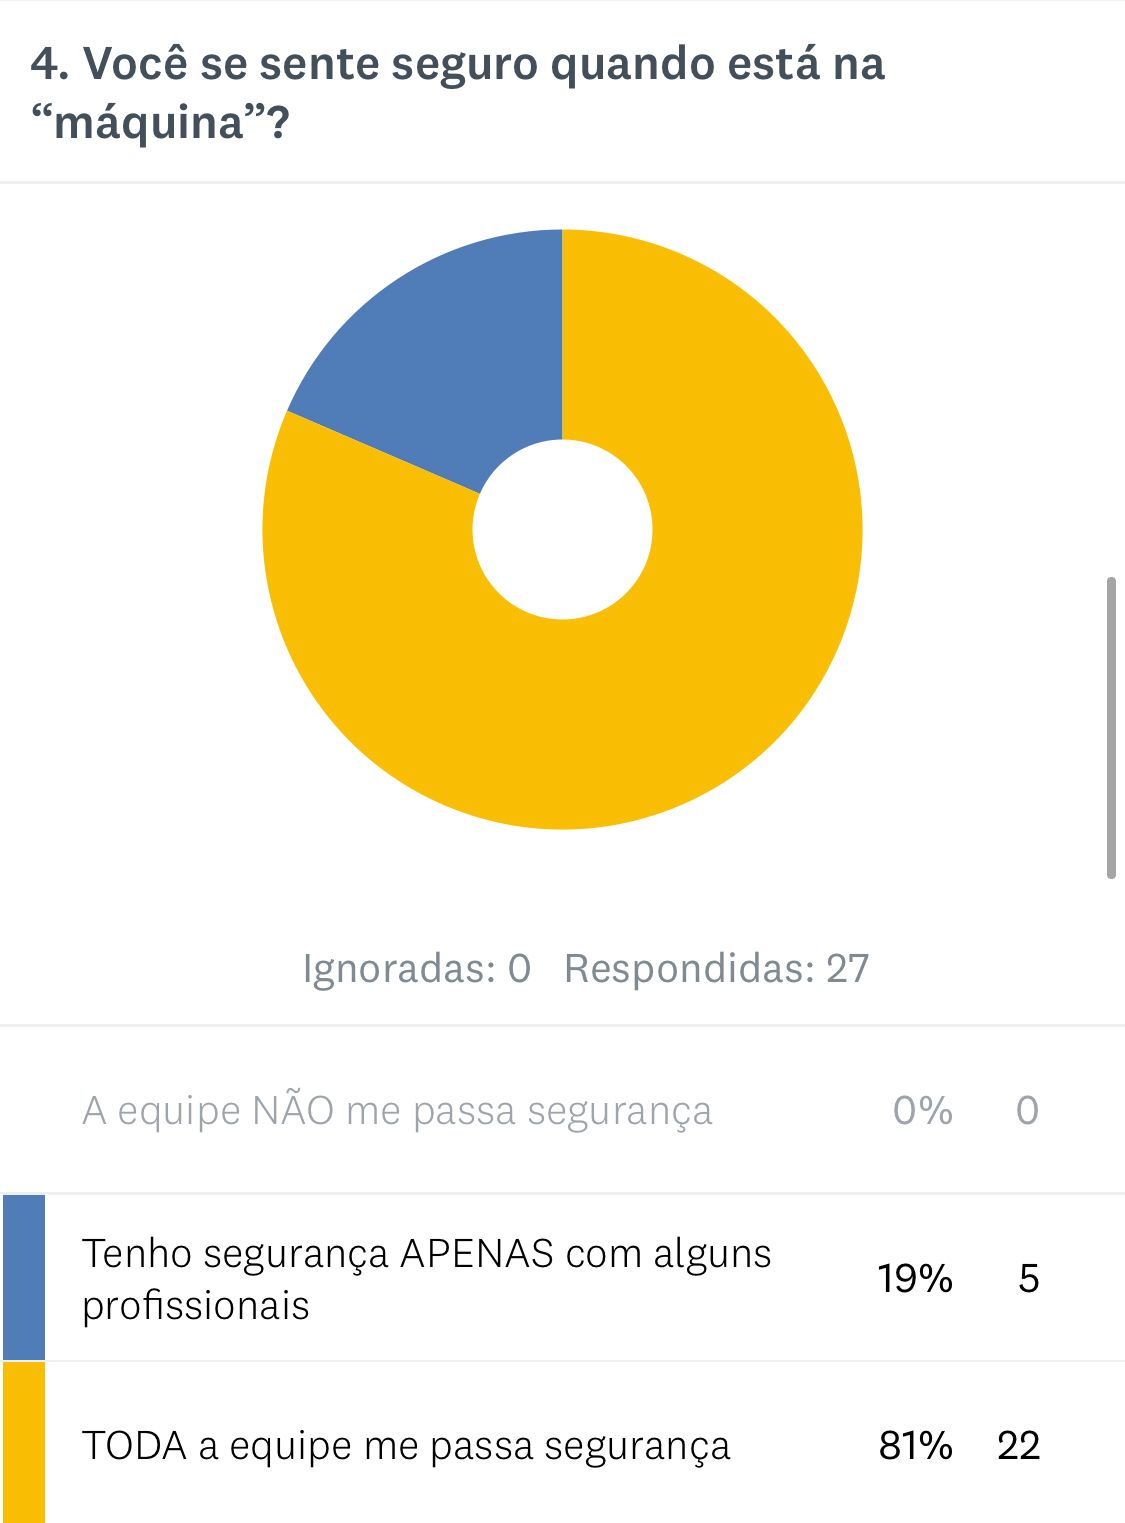 4. Você se sente seguro quando está na
“máquina”?
Ignoradas: 0 Respondidas: 27
A equipe NÃO me passa segurança 0% 0
Tenho segurança APENAS com alguns
profissionais 19% 5
TODA a equipe me passa segurança 81% 22